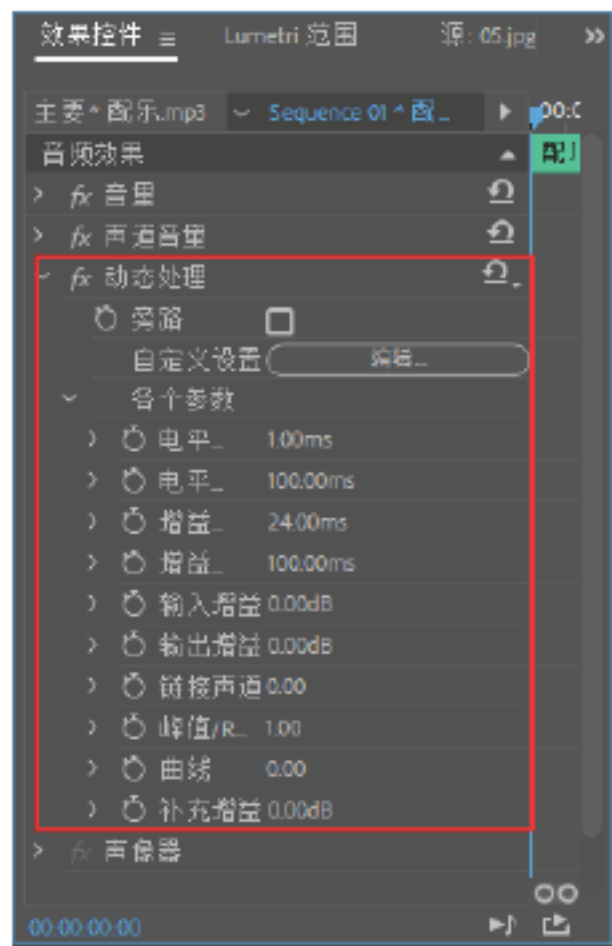 效果控件 ≡ Lumetri 范围 源: 05.jpg »
主要 * 配乐.mp3 Sequence 01 * 配... 00:0
音频效果 配
fx 音量
fx 声道音量
fx 动态处理
旁路
自定义设置 编辑...
各个参数
电平... 1.00ms
电平... 100.00ms
增益... 24.00ms
增益... 100.00ms
输入增益 0.00dB
输出增益 0.00dB
链接声道 0.00
峰值/R... 1.00
曲线 0.00
补充增益 0.00dB
fx 声像器
00:00:00:00